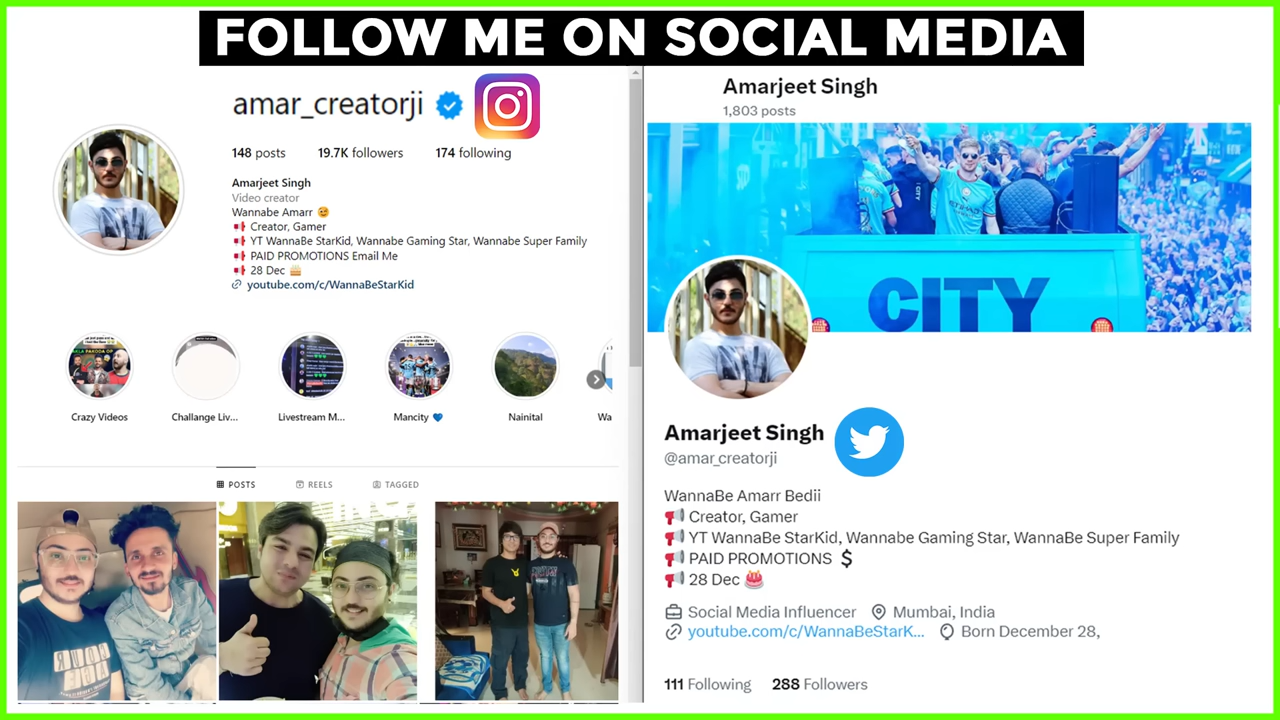 FOLLOW ME ON SOCIAL MEDIA
amar_creatorji
148 posts 19.7K followers 174 following
Amarjeet Singh
Video creator
Wannabe Amarr 😉
📢 Creator, Gamer
📢 YT WannaBe StarKid, Wannabe Gaming Star, Wannabe Super Family
📢 PAID PROMOTIONS Email Me
📢 28 Dec 🎂
youtube.com/c/WannaBeStarKid
Crazy Videos Challange Liv... Livestream M... Mancity 💙 Nainital Wa
POSTS REELS TAGGED
Amarjeet Singh
1,803 posts
CITY
Amarjeet Singh
@amar_creatorji
WannaBe Amarr Bedii
📢 Creator, Gamer
📢 YT WannaBe StarKid, Wannabe Gaming Star, WannaBe Super Family
📢 PAID PROMOTIONS 💲
📢 28 Dec 🎂
Social Media Influencer Mumbai, India
youtube.com/c/WannaBeStarK... Born December 28,
111 Following 288 Followers